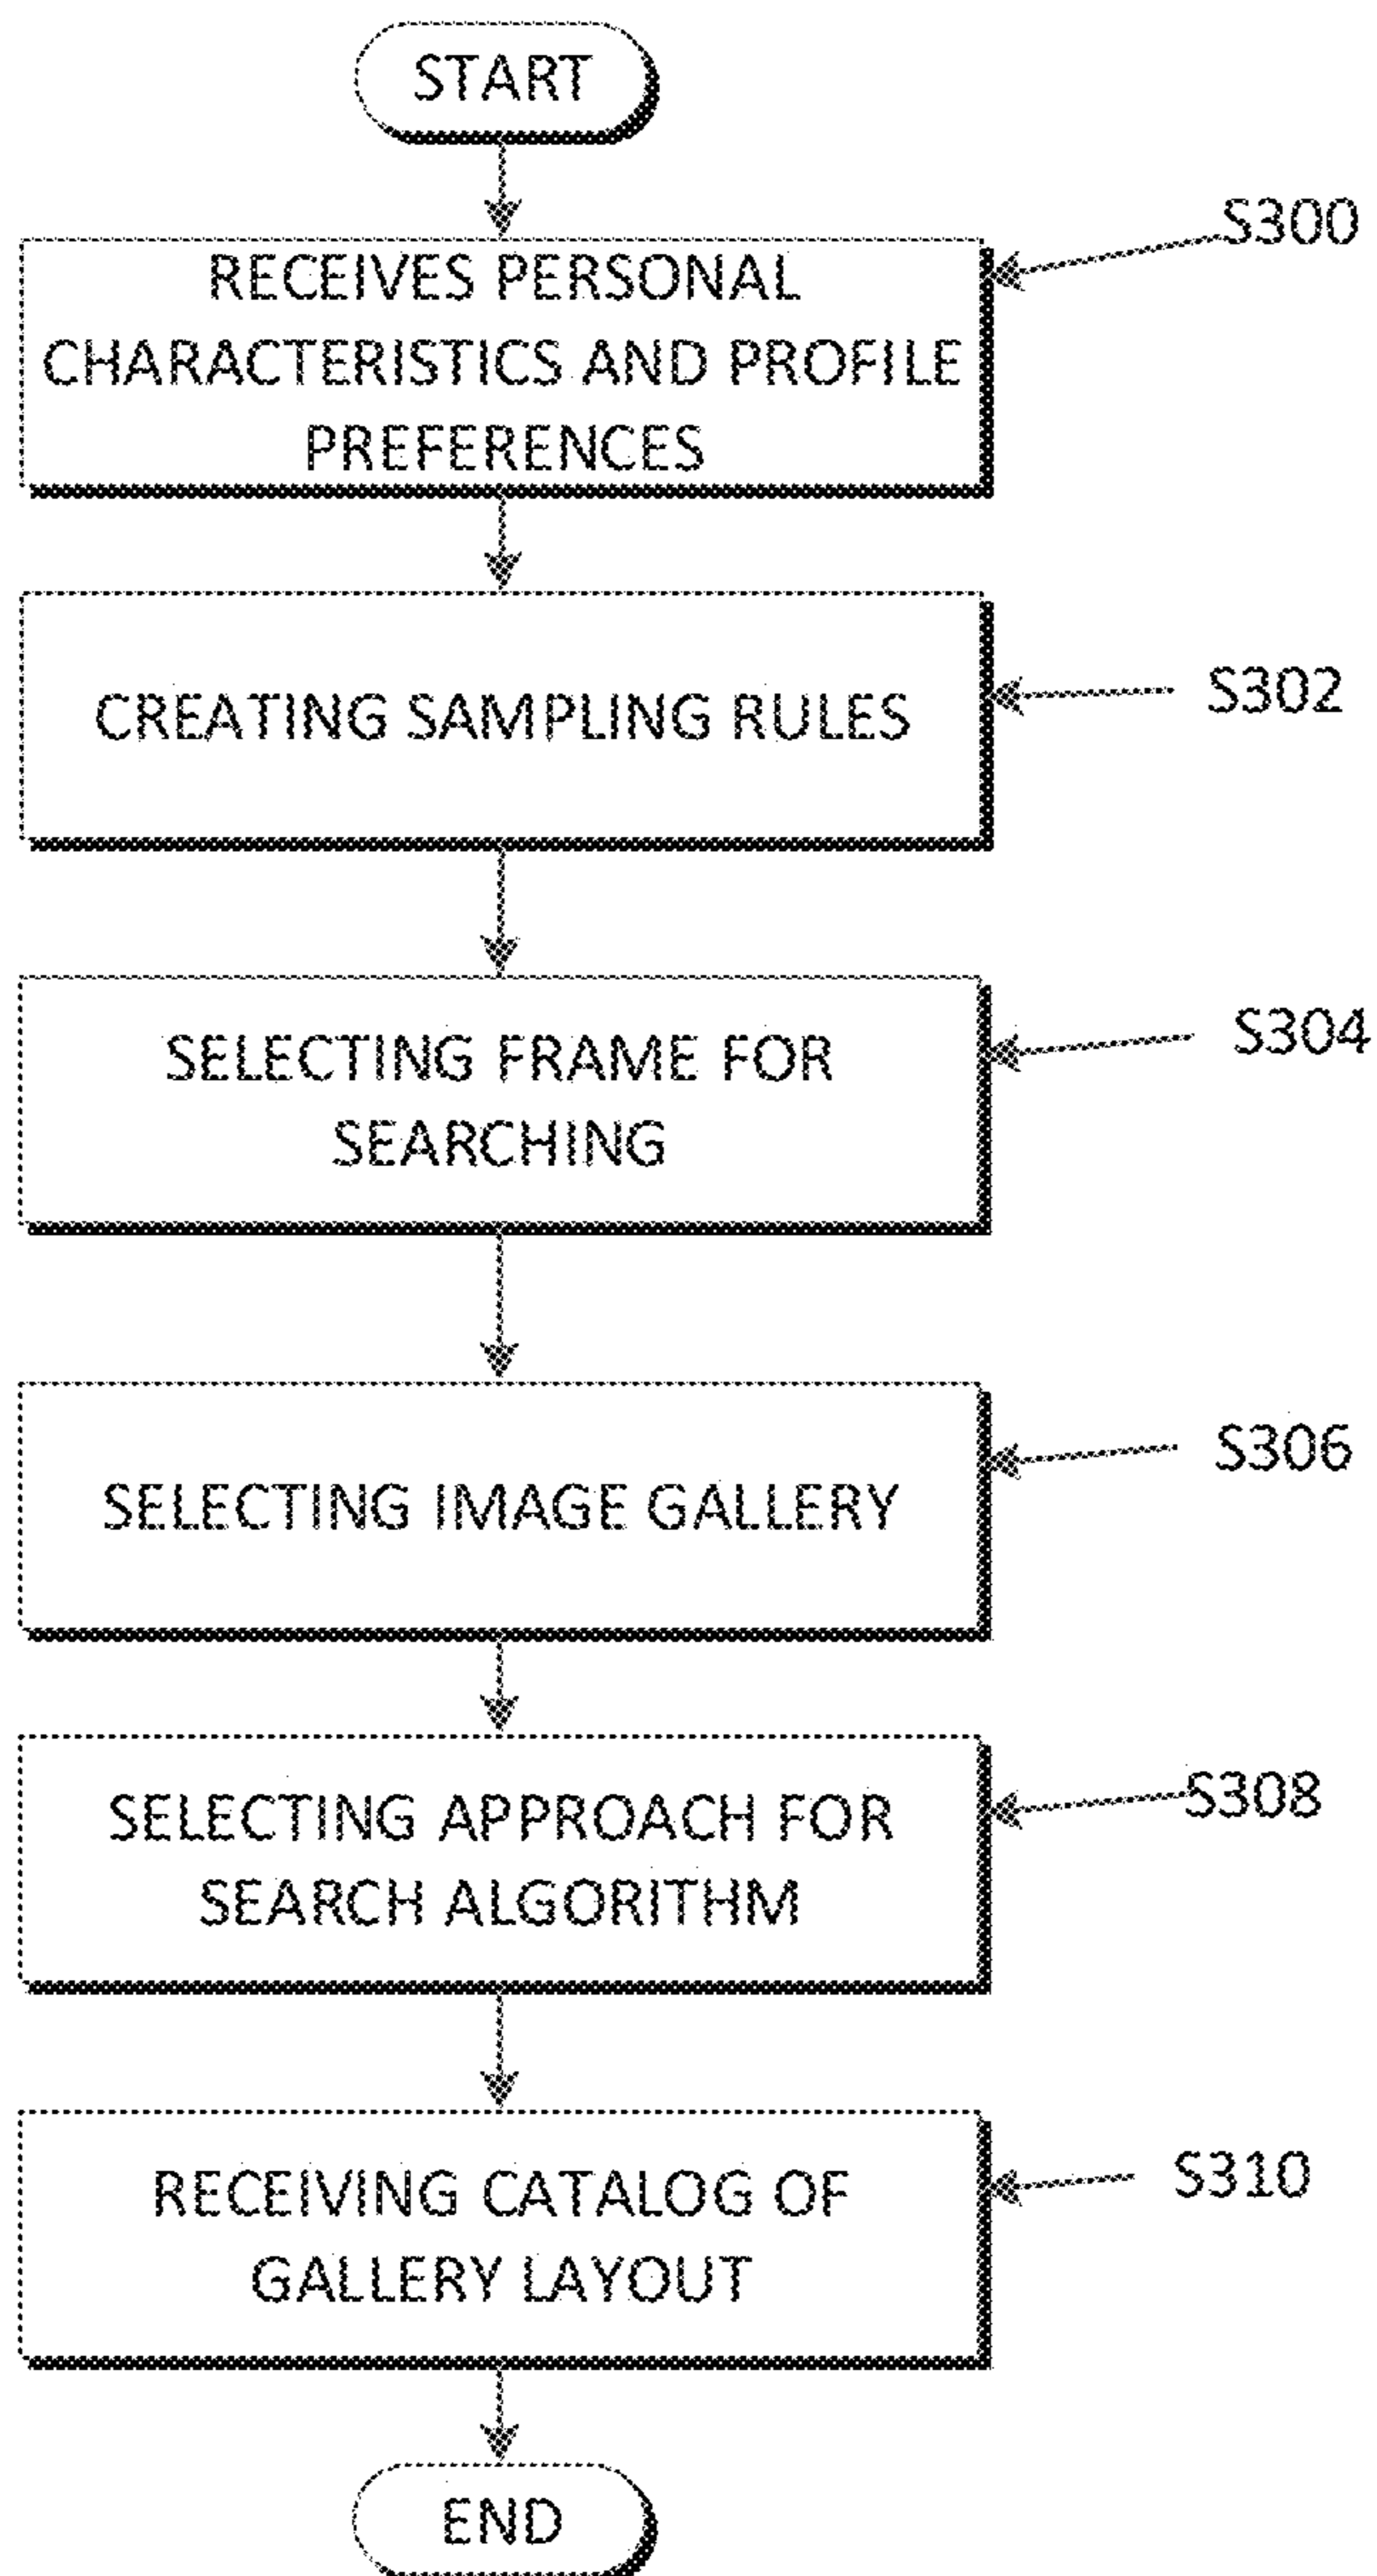 START
S300
RECEIVES PERSONAL
CHARACTERISTICS AND PROFILE
PREFERENCES
CREATING SAMPLING RULES
S302
SELECTING FRAME FOR
SEARCHING
S304
SELECTING IMAGE GALLERY
S306
SELECTING APPROACH FOR
SEARCH ALGORITHM
S308
RECEIVING CATALOG OF
GALLERY LAYOUT
S310
END